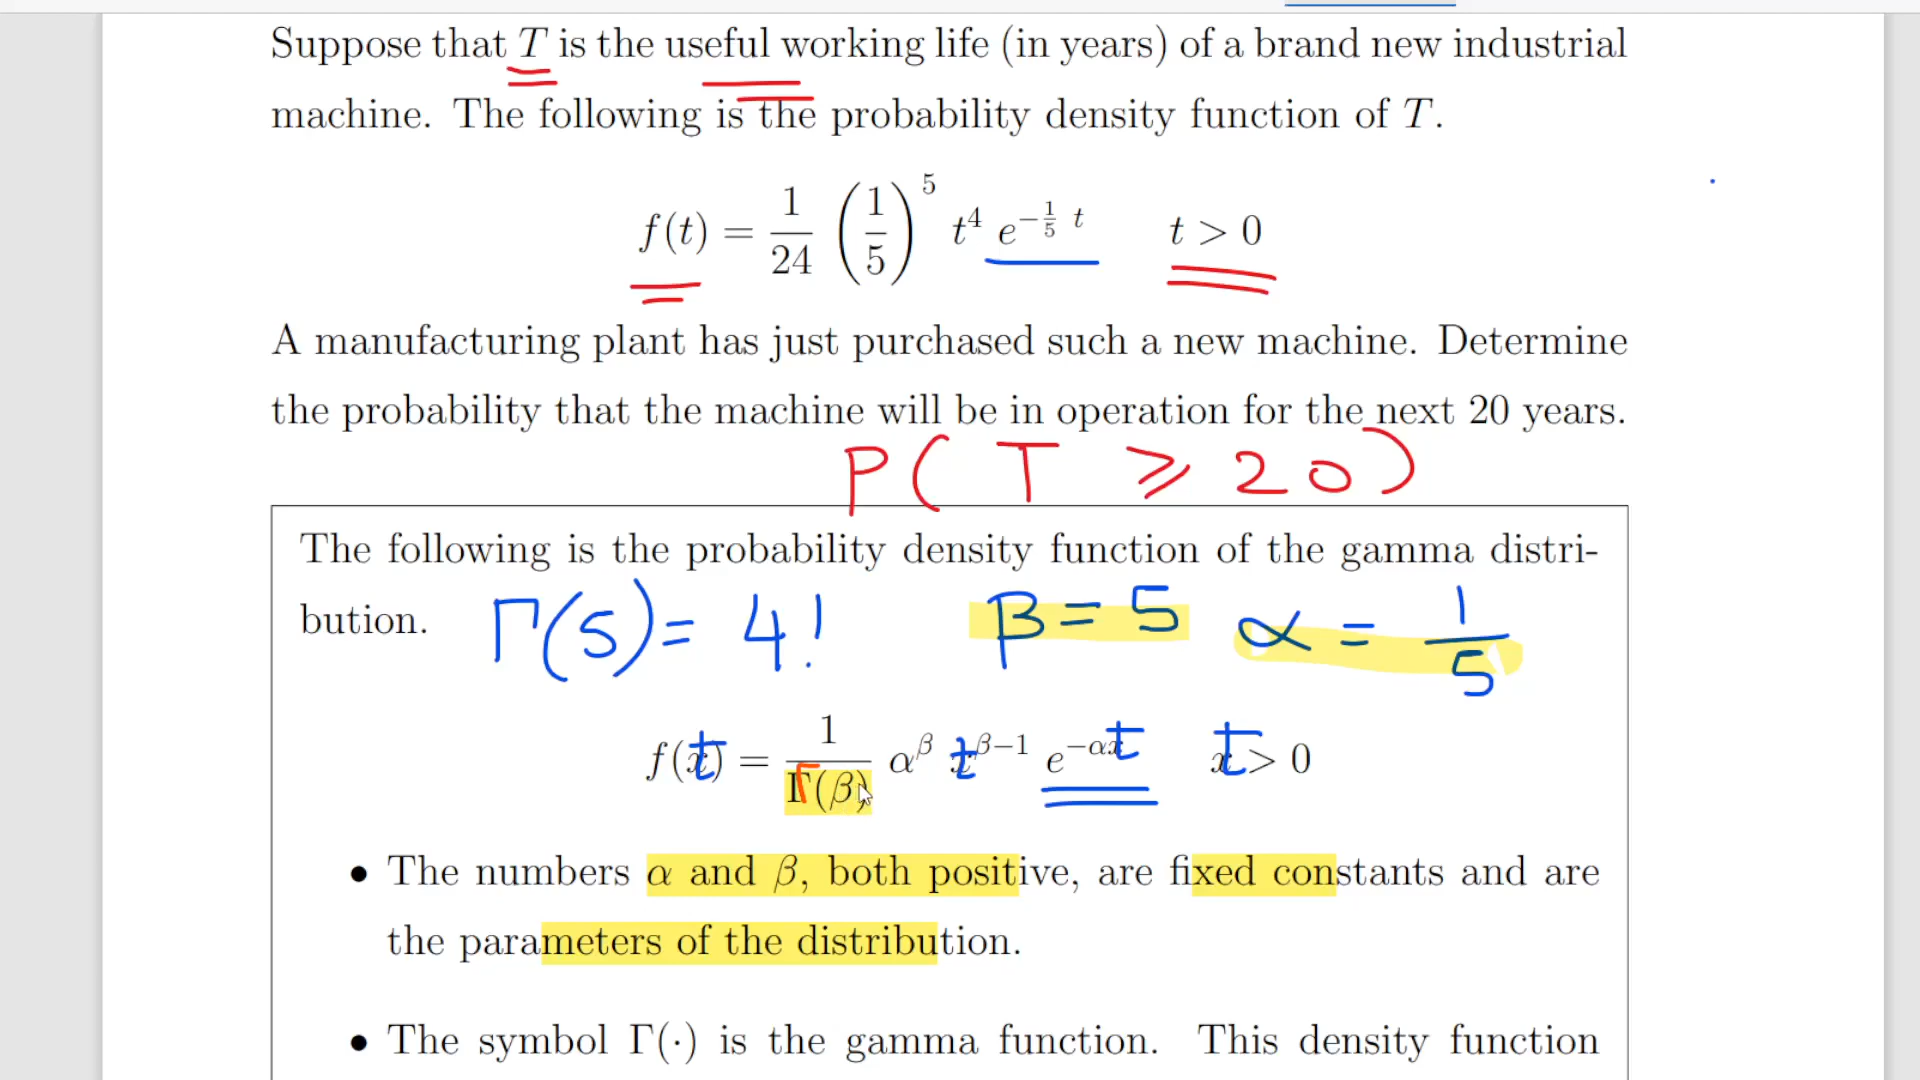 Suppose that T is the useful working life (in years) of a brand new industrial
machine. The following is the probability density function of T.
f(t) = 1/24 (1/5)^5 t^4 e^{-1/5 t} t > 0
A manufacturing plant has just purchased such a new machine. Determine
the probability that the machine will be in operation for the next 20 years.
P( T ⩾ 20 )
The following is the probability density function of the gamma distri-
bution. Γ(5) = 4! β = 5 α = 1/5
f(t) = 1/Γ(β) α^β t^{β−1} e^{−αt} t > 0
• The numbers α and β, both positive, are fixed constants and are
the parameters of the distribution.
• The symbol Γ(·) is the gamma function. This density function